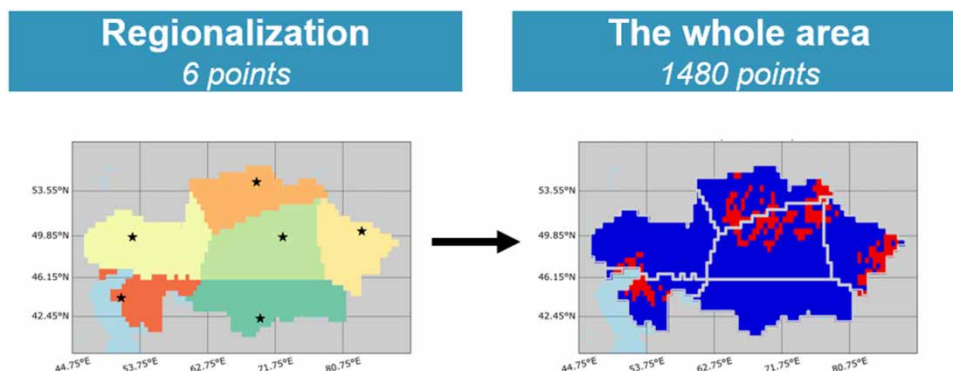 Regionalization
6 points
The whole area
1480 points
53.55°N
49.85°N
46.15°N
42.45°N
44.75°E
53.75°E
62.75°E
71.75°E
80.75°E
53.55°N
49.85°N
46.15°N
42.45°N
44.75°E
53.75°E
62.75°E
71.75°E
80.75°E